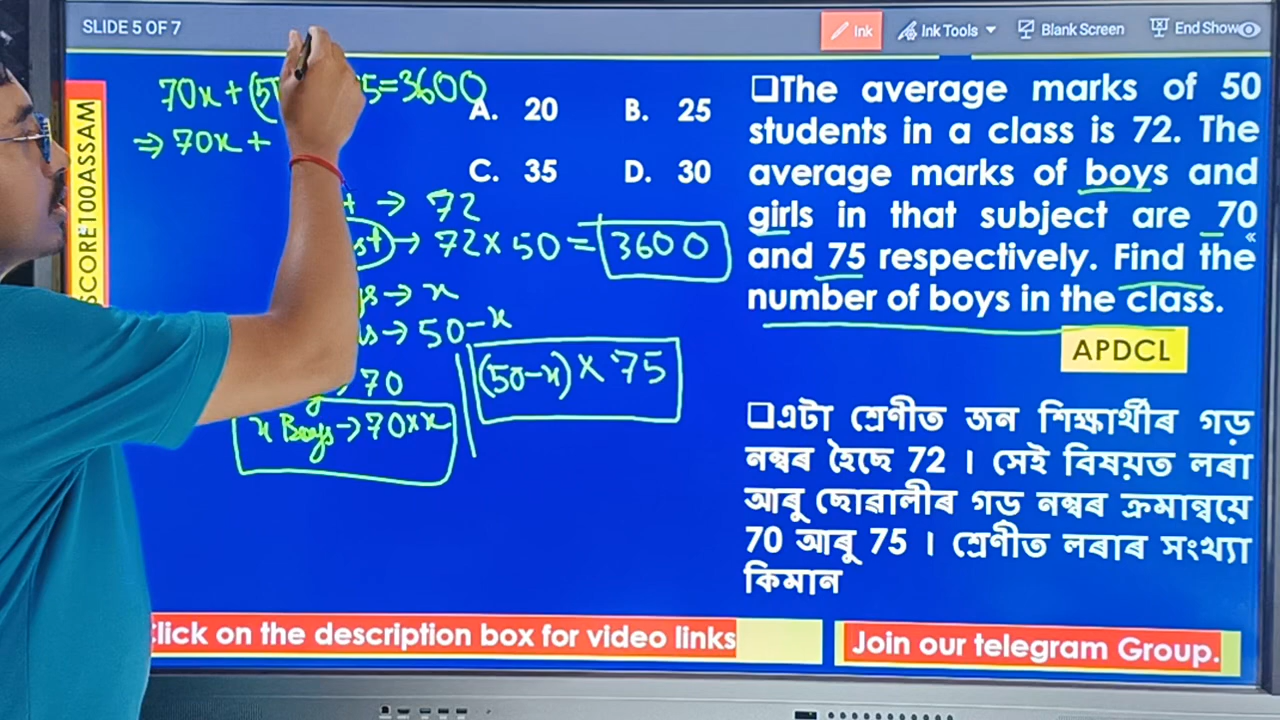 SLIDE 5 OF 7
Ink
Ink Tools
Blank Screen
End Show
SCORE100ASSAM
70x + (50 5=3600
⇒ 70x +
A. 20 B. 25
C. 35 D. 30
→ 72
→ 72 × 50 = 3600
→ x
→ 50-x
→ 70
x Boys → 70×x
(50-x) × 75
❑The average marks of 50
students in a class is 72. The
average marks of boys and
girls in that subject are 70
and 75 respectively. Find the
number of boys in the class.
APDCL
❑এটা শ্ৰেণীত জন শিক্ষাৰ্থীৰ গড়
নম্বৰ হৈছে 72 । সেই বিষয়ত লৰা
আৰু ছোৱালীৰ গড় নম্বৰ ক্ৰমান্বয়ে
70 আৰু 75 । শ্ৰেণীত লৰাৰ সংখ্যা
কিমান
Click on the description box for video links
Join our telegram Group.